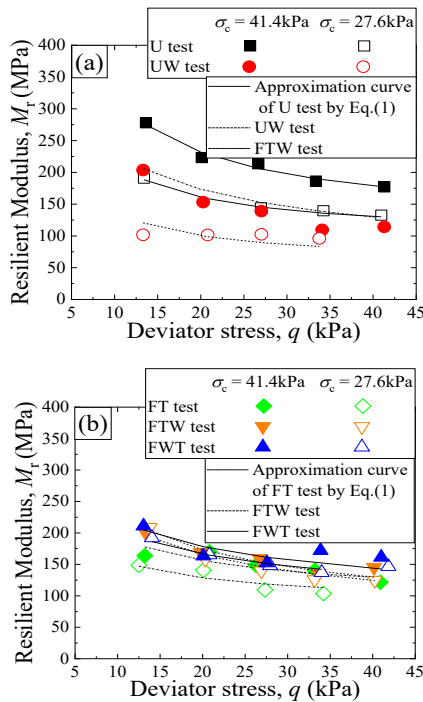 σc = 41.4kPa σc = 27.6kPa
U test
UW test
400
(a)
Approximation curve
of U test by Eq.(1)
UW test
FTW test
350
300
250
200
150
100
50
0
Resilient Modulus, Mr (MPa)
5 10 15 20 25 30 35 40 45
Deviator stress, q (kPa)
σc = 41.4kPa σc = 27.6kPa
FT test
FTW test
FWT test
400
(b)
Approximation curve
of FT test by Eq.(1)
FTW test
FWT test
350
300
250
200
150
100
50
0
Resilient Modulus, Mr (MPa)
5 10 15 20 25 30 35 40 45
Deviator stress, q (kPa)